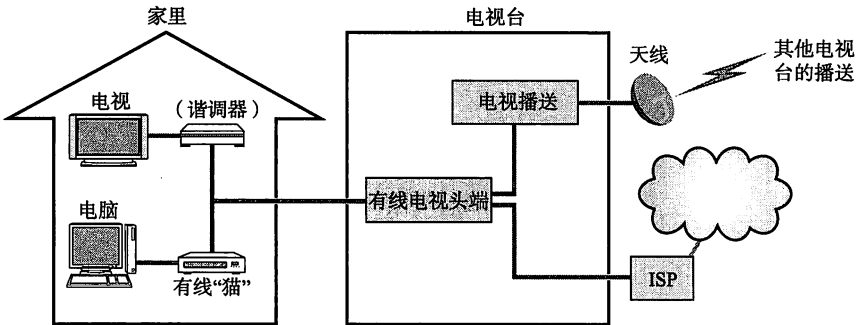 家里
电视台
电视
（谐调器）
电视播送
天线
其他电视
台的播送
有线电视头端
电脑
有线“猫”
ISP